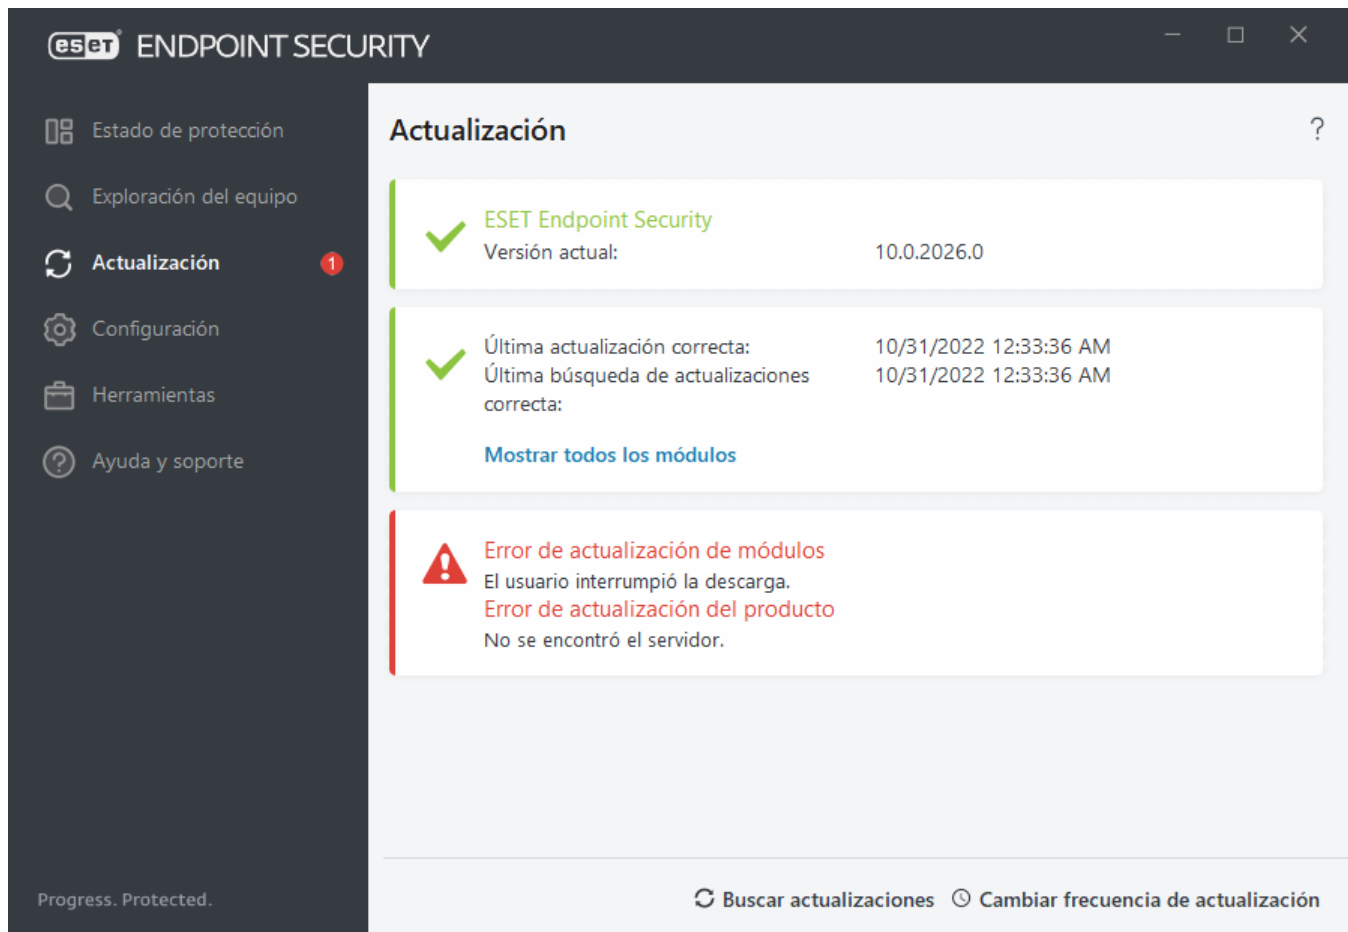 eset ENDPOINT SECURITY
Estado de protección
Exploración del equipo
Actualización 1
Configuración
Herramientas
Ayuda y soporte
Progress. Protected.
Actualización ?
ESET Endpoint Security
Versión actual: 10.0.2026.0
Última actualización correcta: 10/31/2022 12:33:36 AM
Última búsqueda de actualizaciones 10/31/2022 12:33:36 AM
correcta:
Mostrar todos los módulos
Error de actualización de módulos
El usuario interrumpió la descarga.
Error de actualización del producto
No se encontró el servidor.
Buscar actualizaciones Cambiar frecuencia de actualización